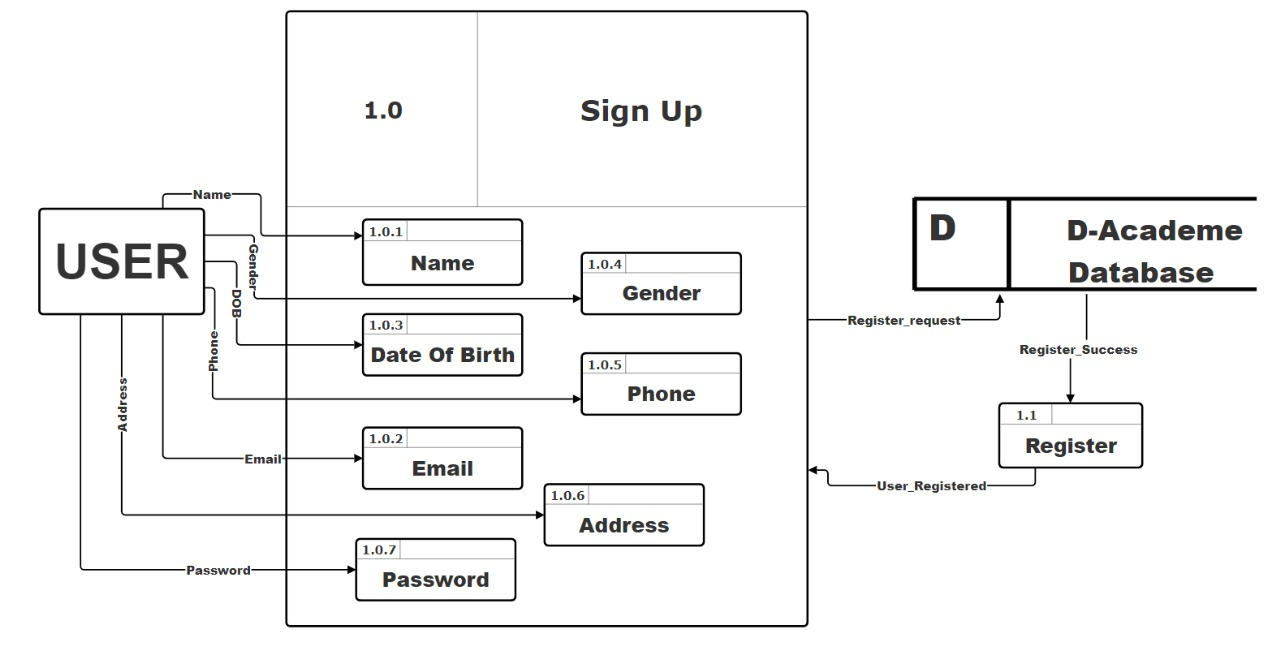 1.0
Sign Up
Name
USER
Gender
DOB
Phone
Address
Email
Password
1.0.1
Name
1.0.4
Gender
1.0.3
Date Of Birth
1.0.5
Phone
1.0.2
Email
1.0.6
Address
1.0.7
Password
D
D-Academe
Database
Register_request
Register_Success
1.1
Register
User_Registered